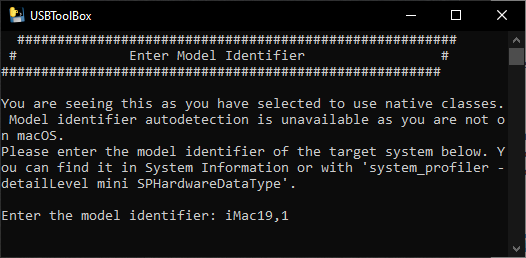 USBToolBox
#######################################################
# Enter Model Identifier #
#######################################################
You are seeing this as you have selected to use native classes.
Model identifier autodetection is unavailable as you are not o
n macOS.
Please enter the model identifier of the target system below. Y
ou can find it in System Information or with 'system_profiler -
detailLevel mini SPHardwareDataType'.
Enter the model identifier: iMac19,1